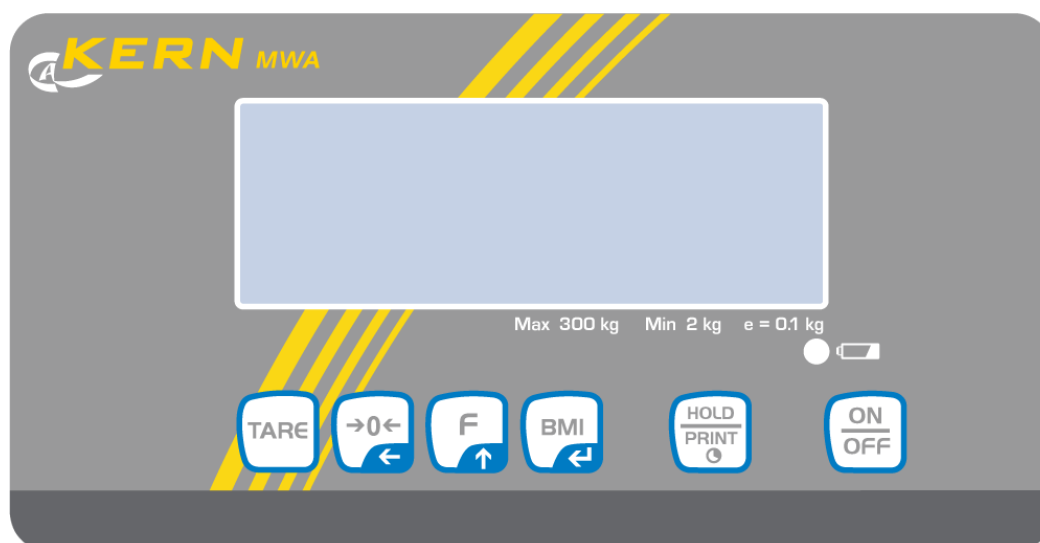 KERN MWA
Max 300 kg Min 2 kg e = 0.1 kg
TARE →0← F BMI HOLD ON
← ↑ ↵ PRINT OFF